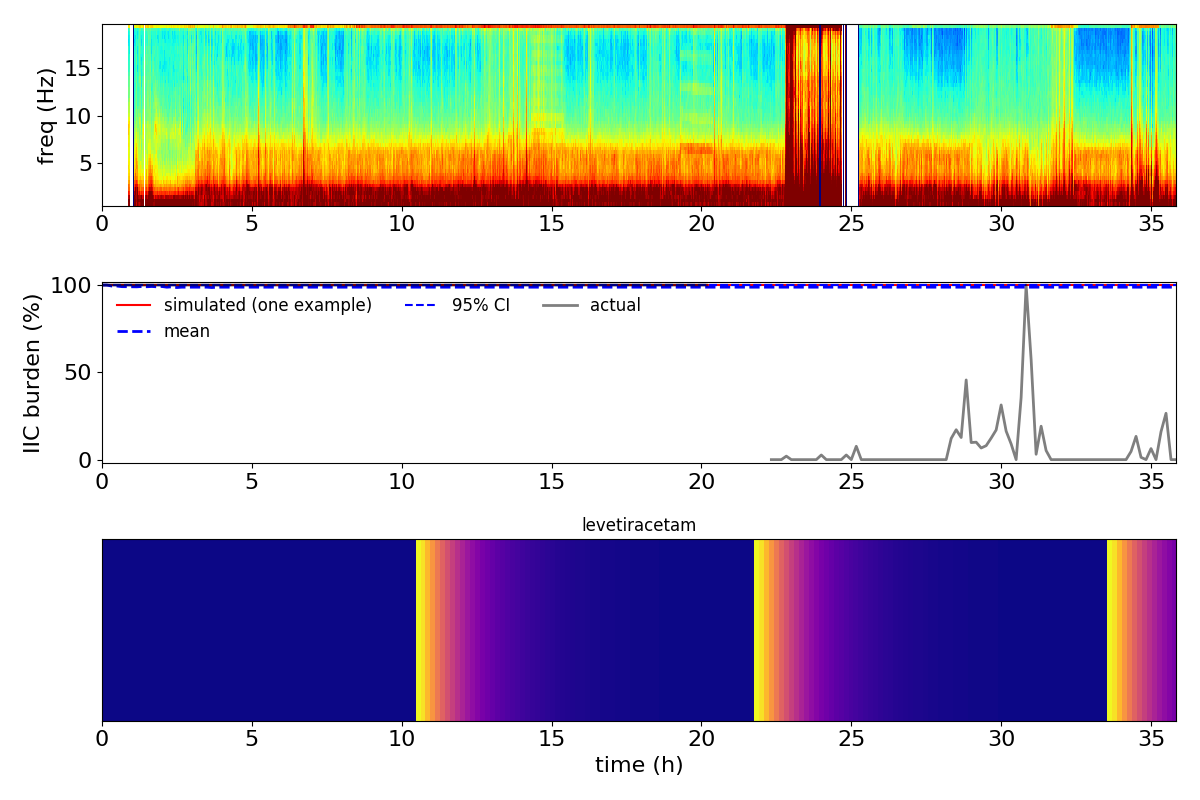 freq (Hz)
15
10
5
0 5 10 15 20 25 30 35
IIC burden (%)
100
50
0
simulated (one example) 95% CI actual
mean
0 5 10 15 20 25 30 35
levetiracetam
0 5 10 15 20 25 30 35
time (h)